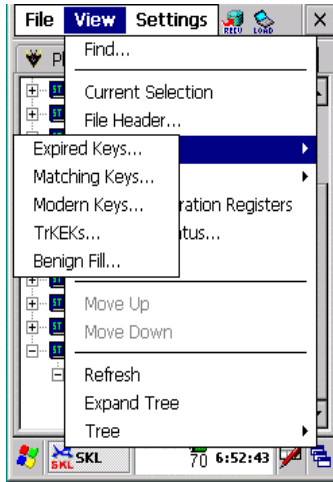 File View Settings RECV LOAD
Find...
Current Selection
File Header...
Expired Keys...
Matching Keys...
Modern Keys... ration Registers
TrKEKs... tus...
Benign Fill...
Move Up
Move Down
Refresh
Expand Tree
Tree
SKL SKL 70 6:52:43